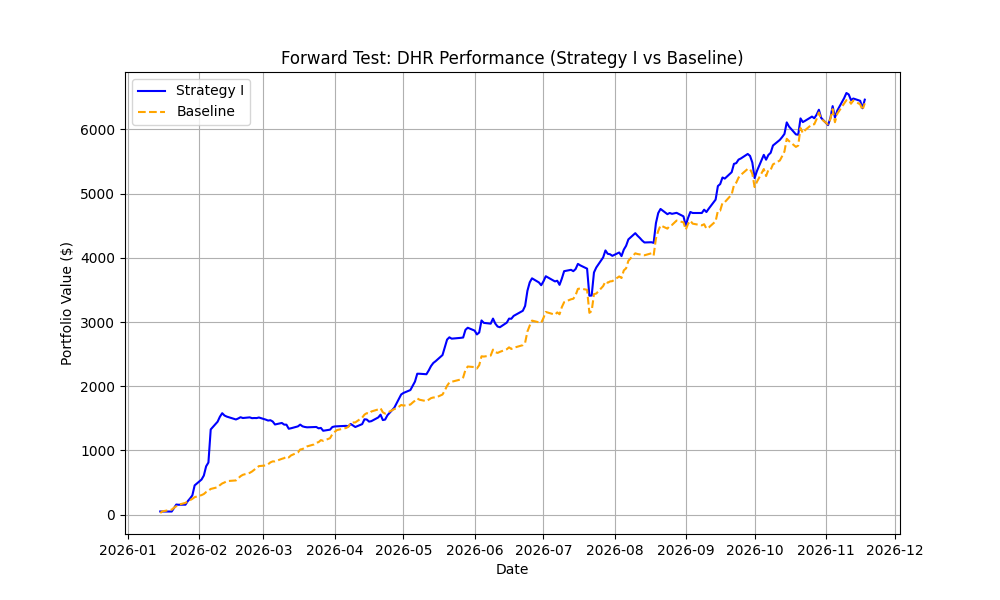 Forward Test: DHR Performance (Strategy I vs Baseline)
Strategy I
Baseline
Portfolio Value ($)
6000
5000
4000
3000
2000
1000
0
2026-01 2026-02 2026-03 2026-04 2026-05 2026-06 2026-07 2026-08 2026-09 2026-10 2026-11 2026-12
Date